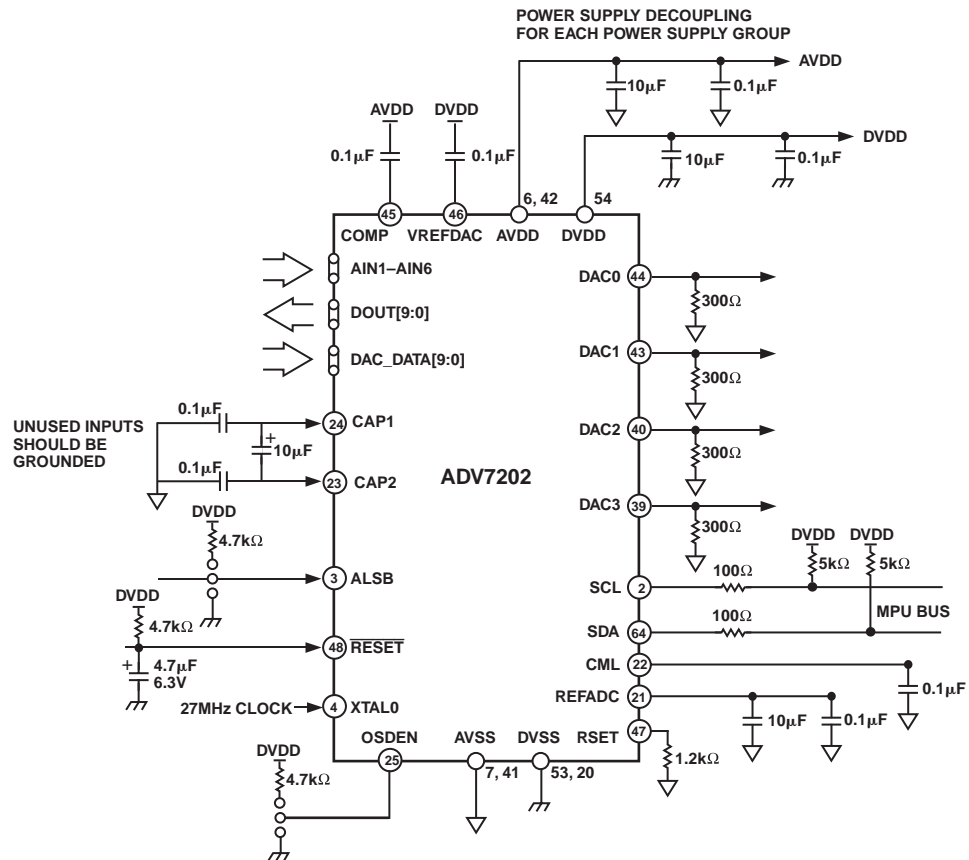 POWER SUPPLY DECOUPLING
FOR EACH POWER SUPPLY GROUP
AVDD
10µF
0.1µF
AVDD
DVDD
DVDD
0.1µF
0.1µF
10µF
0.1µF
6, 42
54
45
46
COMP
VREFDAC
AVDD
DVDD
AIN1–AIN6
DAC0
44
300Ω
DOUT[9:0]
DAC_DATA[9:0]
DAC1
43
300Ω
UNUSED INPUTS
SHOULD BE
GROUNDED
0.1µF
24
CAP1
+
10µF
0.1µF
23
CAP2
ADV7202
DAC2
40
300Ω
DAC3
39
300Ω
DVDD
4.7kΩ
3
ALSB
DVDD
DVDD
5kΩ
5kΩ
100Ω
SCL
2
MPU BUS
100Ω
SDA
64
DVDD
4.7kΩ
48
RESET
+
4.7µF
6.3V
CML
22
0.1µF
27MHz CLOCK
4
XTAL0
REFADC
21
10µF
0.1µF
RSET
47
1.2kΩ
OSDEN
AVSS
DVSS
25
7, 41
53, 20
DVDD
4.7kΩ